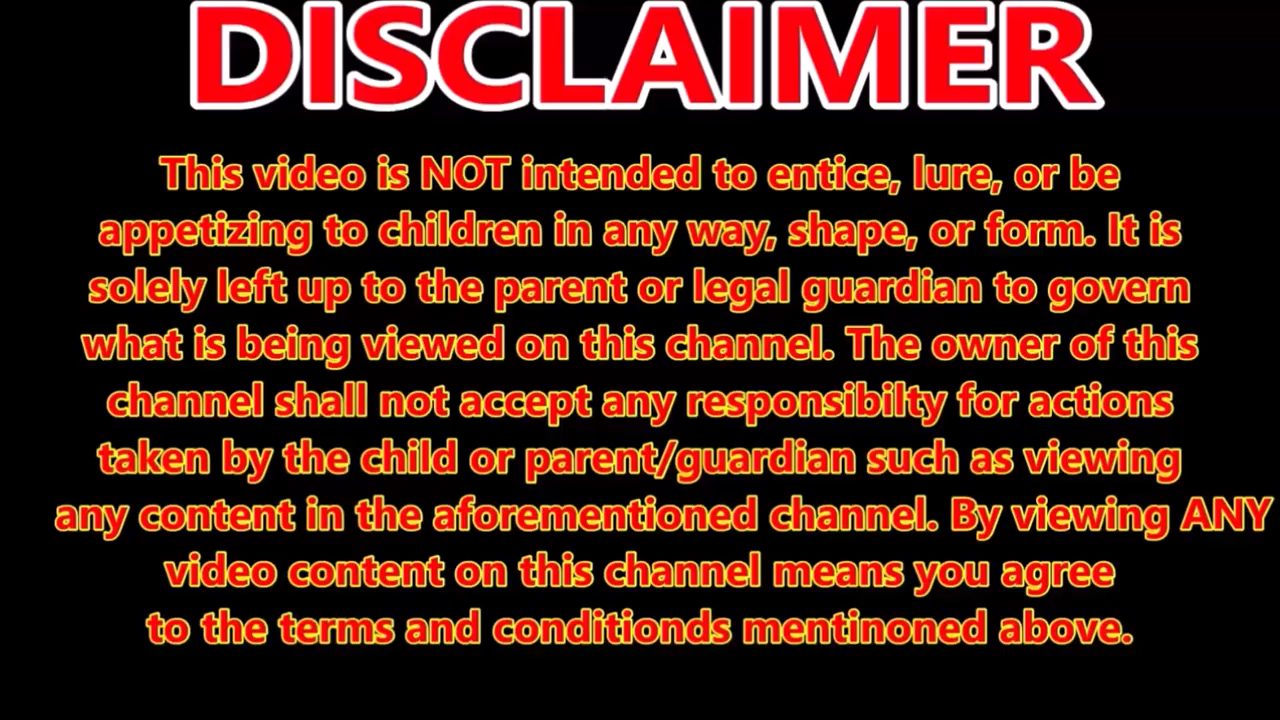 DISCLAIMER
This video is NOT intended to entice, lure, or be
appetizing to children in any way, shape, or form. It is
solely left up to the parent or legal guardian to govern
what is being viewed on this channel. The owner of this
channel shall not accept any responsibilty for actions
taken by the child or parent/guardian such as viewing
any content in the aforementioned channel. By viewing ANY
video content on this channel means you agree
to the terms and conditionds mentinoned above.